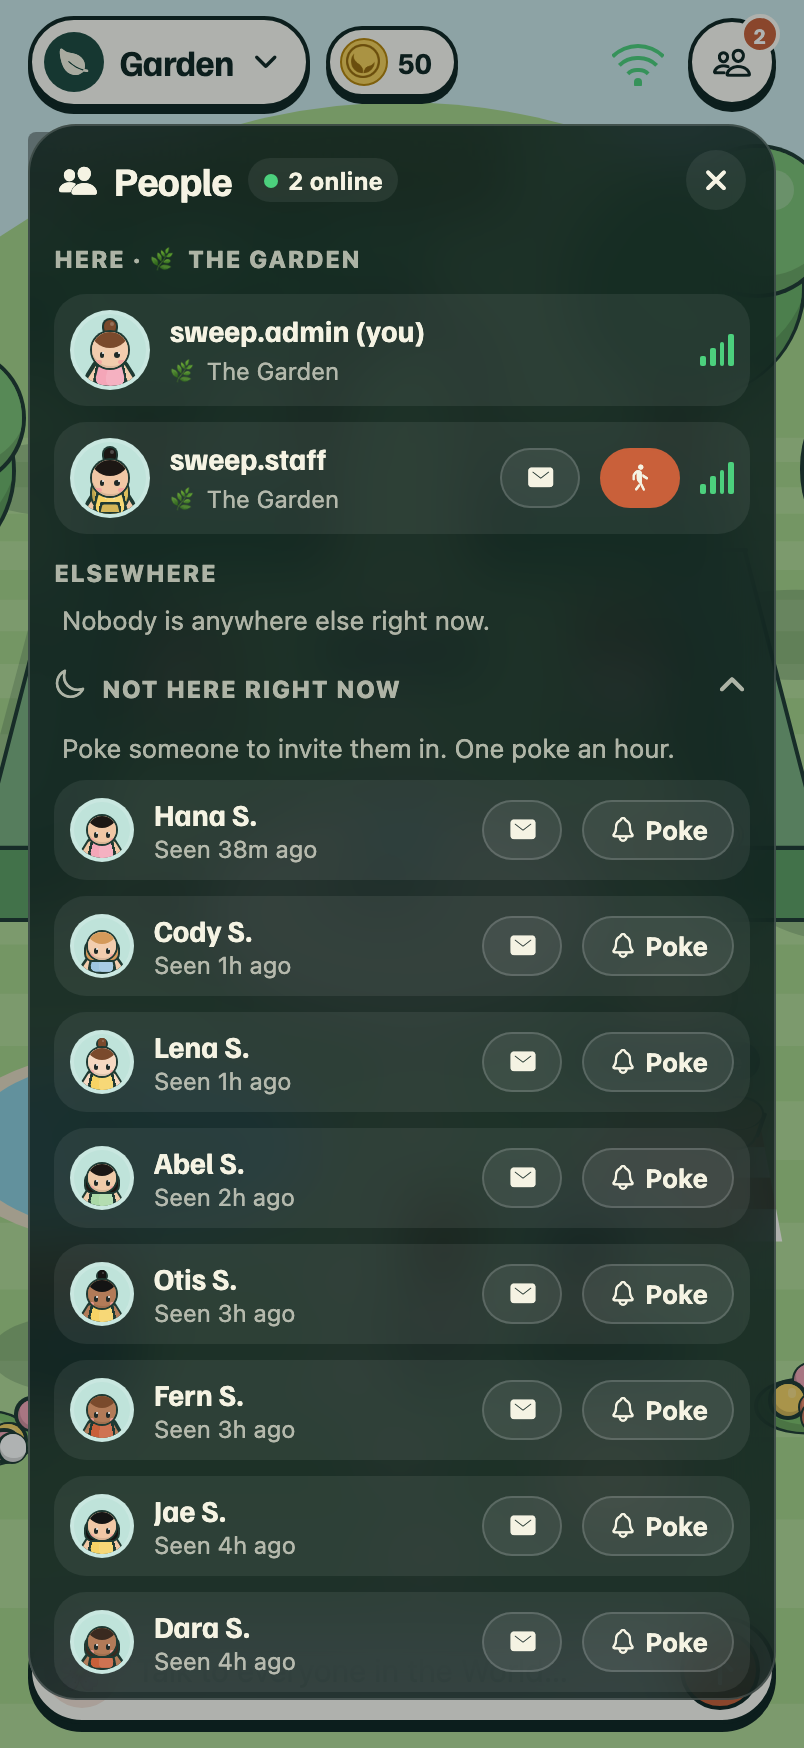 Garden
50
2
People
2 online
HERE · THE GARDEN
sweep.admin (you)
The Garden
sweep.staff
The Garden
ELSEWHERE
Nobody is anywhere else right now.
NOT HERE RIGHT NOW
Poke someone to invite them in. One poke an hour.
Hana S.
Seen 38m ago
Poke
Cody S.
Seen 1h ago
Poke
Lena S.
Seen 1h ago
Poke
Abel S.
Seen 2h ago
Poke
Otis S.
Seen 3h ago
Poke
Fern S.
Seen 3h ago
Poke
Jae S.
Seen 4h ago
Poke
Dara S.
Seen 4h ago
Poke